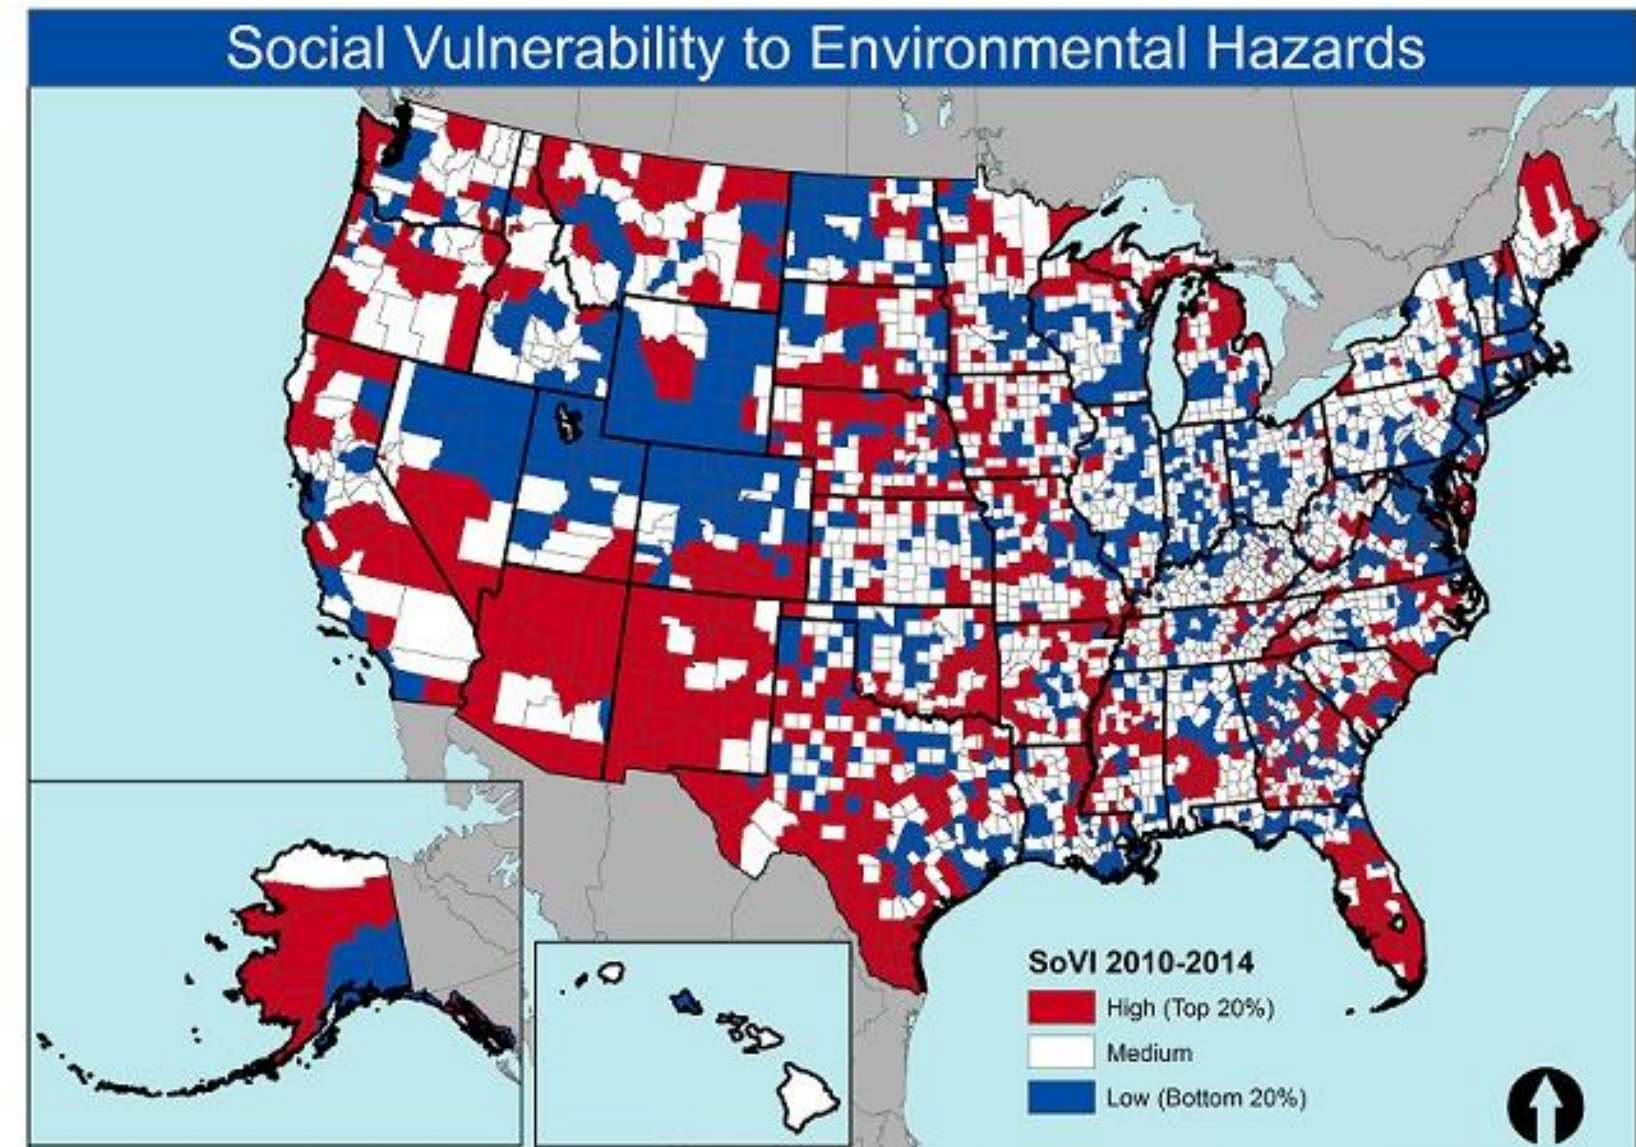 Social Vulnerability to Environmental Hazards
SoVI 2010-2014
High (Top 20%)
Medium
Low (Bottom 20%)